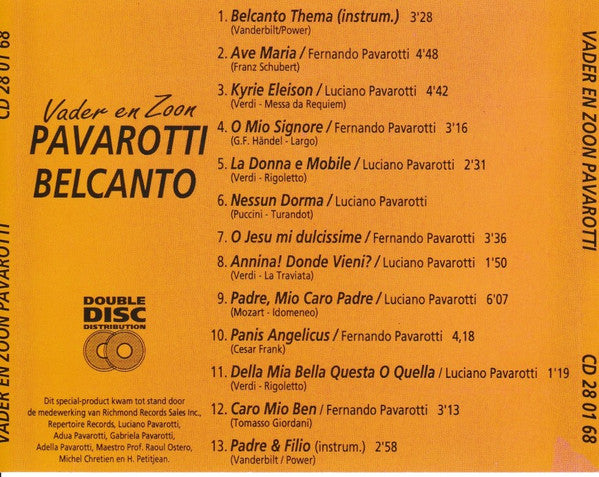 CD 28 01 68
VADER EN ZOON PAVAROTTI
Vader en Zoon
PAVAROTTI
BELCANTO
DOUBLE
DISC
DISTRIBUTION
Dit special-product kwam tot stand door
de medewerking van Richmond Records Sales Inc.,
Repertoire Records, Luciano Pavarotti,
Adua Pavarotti, Gabriela Pavarotti,
Adella Pavarotti, Maestro Prof. Raoul Ostero,
Michel Chretien en H. Petitjean.
1. Belcanto Thema (instrum.) 3'28
(Vanderbilt/Power)
2. Ave Maria / Fernando Pavarotti 4'48
(Franz Schubert)
3. Kyrie Eleison / Luciano Pavarotti 4'42
(Verdi - Messa da Requiem)
4. O Mio Signore / Fernando Pavarotti 3'16
(G.F. Händel - Largo)
5. La Donna e Mobile / Luciano Pavarotti 2'31
(Verdi - Rigoletto)
6. Nessun Dorma / Luciano Pavarotti
(Puccini - Turandot)
7. O Jesu mi dulcissime / Fernando Pavarotti 3'36
8. Annina! Donde Vieni? / Luciano Pavarotti 1'50
(Verdi - La Traviata)
9. Padre, Mio Caro Padre / Luciano Pavarotti 6'07
(Mozart - Idomeneo)
10. Panis Angelicus / Fernando Pavarotti 4,18
(Cesar Frank)
11. Della Mia Bella Questa O Quella / Luciano Pavarotti 1'19
(Verdi - Rigoletto)
12. Caro Mio Ben / Fernando Pavarotti 3'13
(Tomasso Giordani)
13. Padre & Filio (instrum.) 2'58
(Vanderbilt / Power)
VADER EN ZOON PAVAROTTI
CD 28 01 68